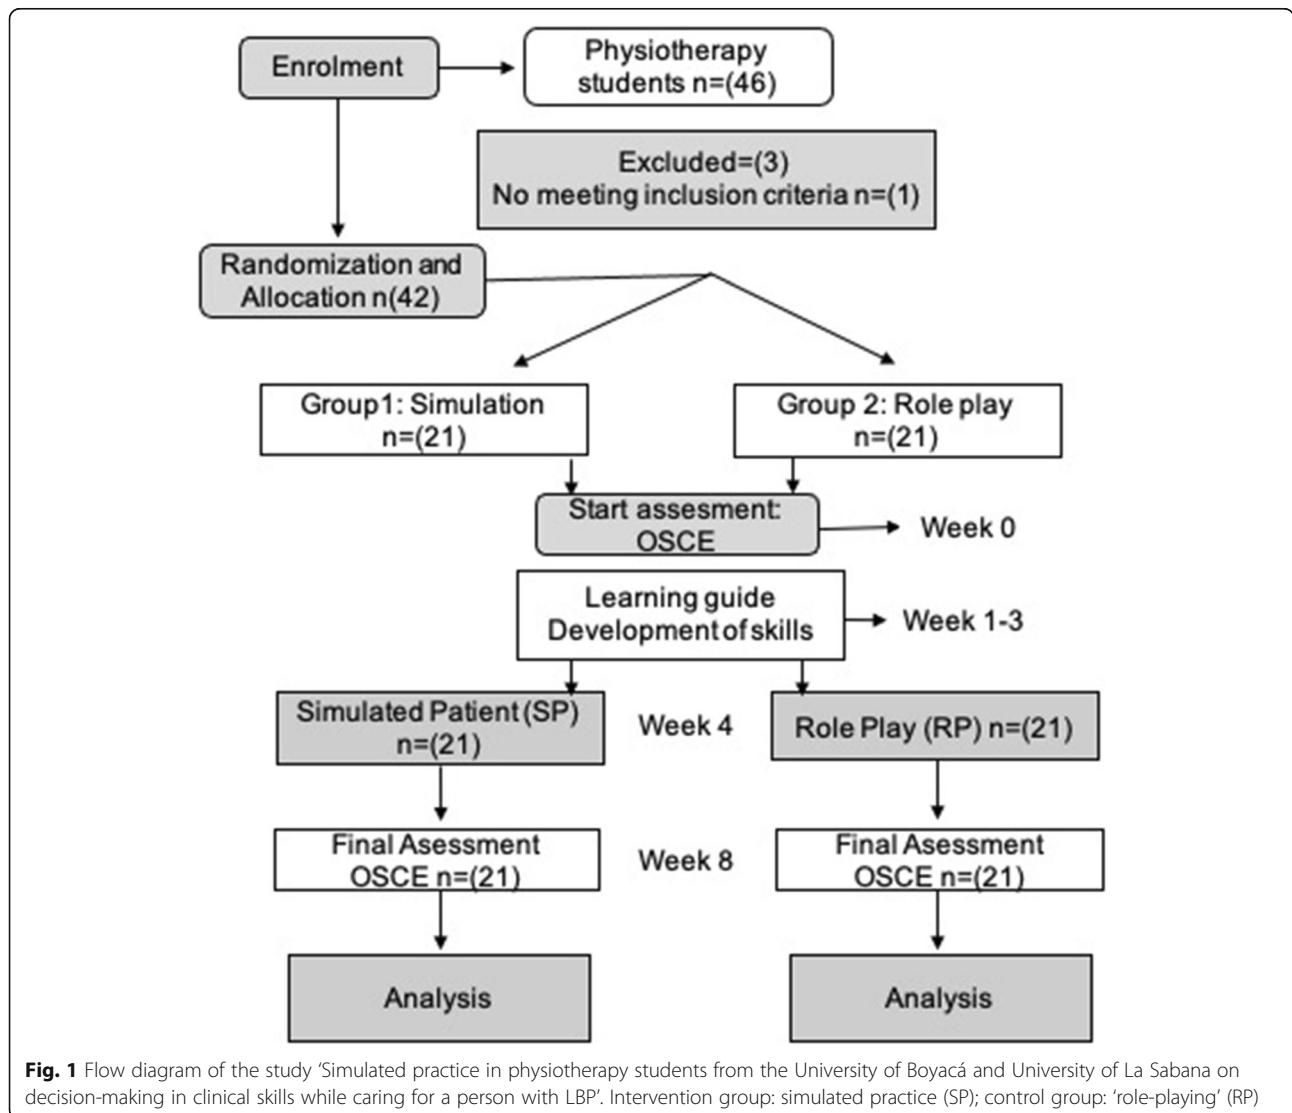 Enrolment
Physiotherapy
students n=(46)
Excluded=(3)
No meeting inclusion criteria n=(1)
Randomization and
Allocation n(42)
Group1: Simulation
n=(21)
Group 2: Role play
n=(21)
Start assesment:
OSCE
Week 0
Learning guide
Development of skills
Week 1-3
Simulated Patient (SP)
n=(21)
Week 4
Role Play (RP) n=(21)
Final Asessment
OSCE n=(21)
Week 8
Final Asessment
OSCE n=(21)
Analysis
Analysis
Fig. 1 Flow diagram of the study ‘Simulated practice in physiotherapy students from the University of Boyacá and University of La Sabana on
decision-making in clinical skills while caring for a person with LBP’. Intervention group: simulated practice (SP); control group: ‘role-playing’ (RP)